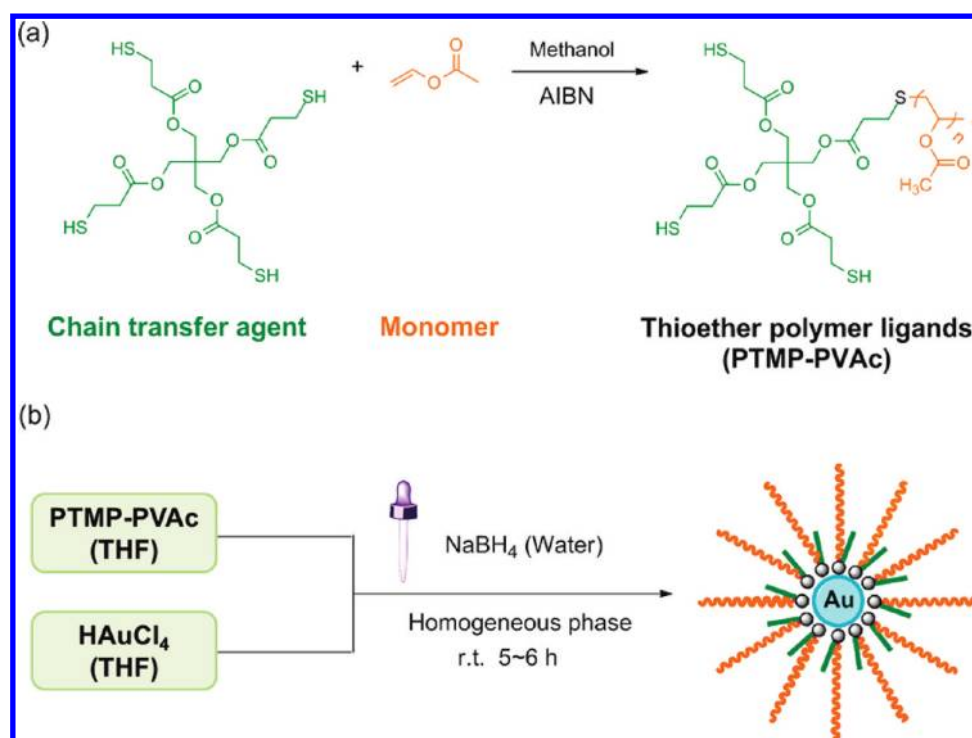 (a)
HS
O
O
SH
O
O
O
O
HS
O
O
SH
+
O
O
Methanol
AIBN
HS
O
O
S
n
O
O
H₃C
O
O
O
O
HS
O
O
SH
Chain transfer agent
Monomer
Thioether polymer ligands
(PTMP-PVAc)
(b)
PTMP-PVAc
(THF)
HAuCl₄
(THF)
NaBH₄ (Water)
Homogeneous phase
r.t. 5~6 h
Au